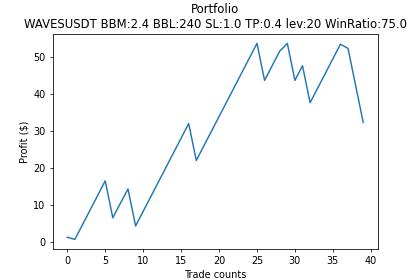 Portfolio
WAVESUSDT BBM:2.4 BBL:240 SL:1.0 TP:0.4 lev:20 WinRatio:75.0
50
40
30
20
10
0
Profit ($)
0 5 10 15 20 25 30 35 40
Trade counts